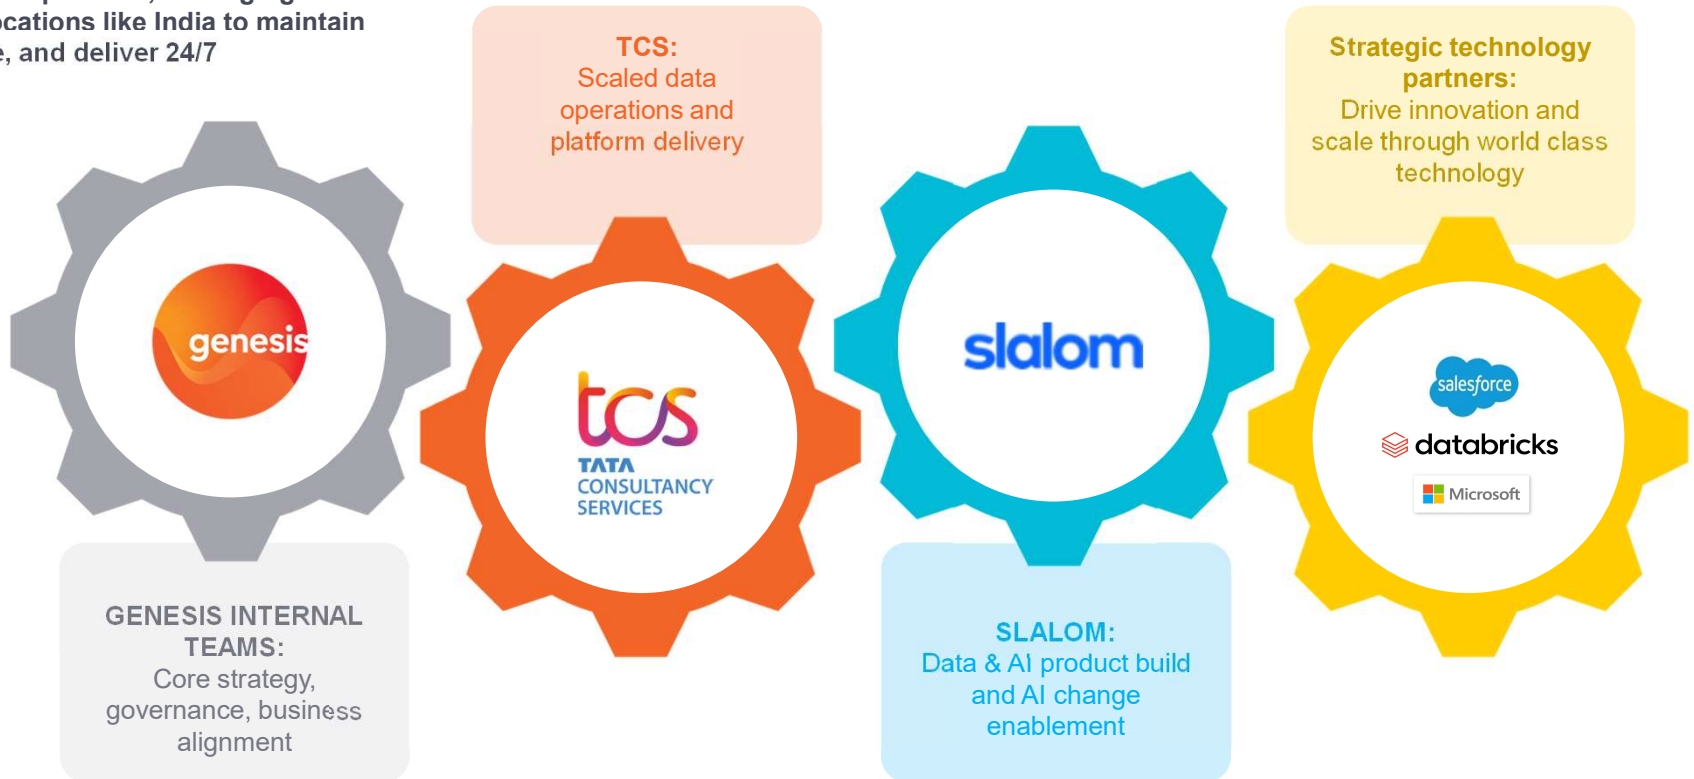 ocations like India to maintain
e, and deliver 24/7
TCS:
Scaled data
operations and
platform delivery
Strategic technology
partners:
Drive innovation and
scale through world class
technology
genesis
tcs
TATA
CONSULTANCY
SERVICES
slalom
salesforce
databricks
Microsoft
GENESIS INTERNAL
TEAMS:
Core strategy,
governance, business
alignment
SLALOM:
Data & AI product build
and AI change
enablement